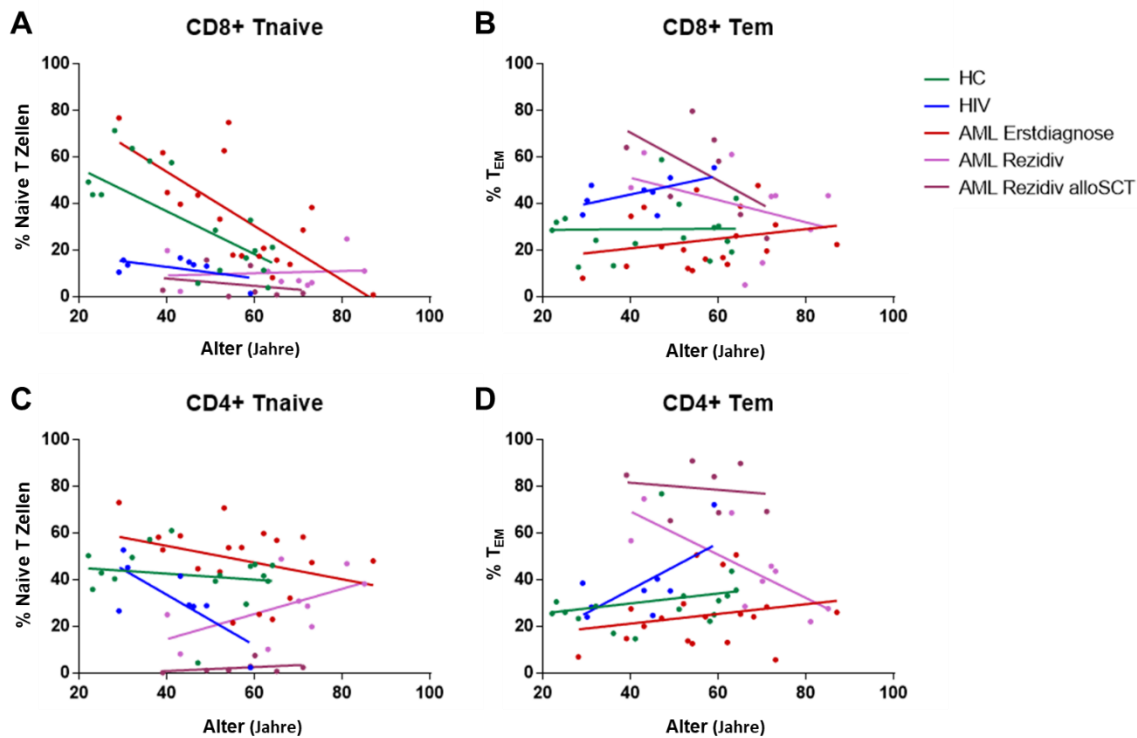 A
CD8+ Tnaive
% Naive T Zellen
100
80
60
40
20
0
20 40 60 80 100
Alter (Jahre)
B
CD8+ Tem
% TEM
100
80
60
40
20
0
20 40 60 80 100
Alter (Jahre)
HC
HIV
AML Erstdiagnose
AML Rezidiv
AML Rezidiv alloSCT
C
CD4+ Tnaive
% Naive T Zellen
100
80
60
40
20
0
20 40 60 80 100
Alter (Jahre)
D
CD4+ Tem
% TEM
100
80
60
40
20
0
20 40 60 80 100
Alter (Jahre)